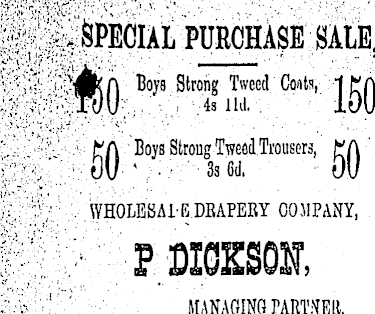 SPECIAL PURCHASE SALE,
150 Boys Strong Tweed Coats, 150
4s 11d.
50 Boys Strong Tweed Trousers, 50
3s 6d.
WHOLESALE DRAPERY COMPANY,
P DICKSON,
MANAGING PARTNER.